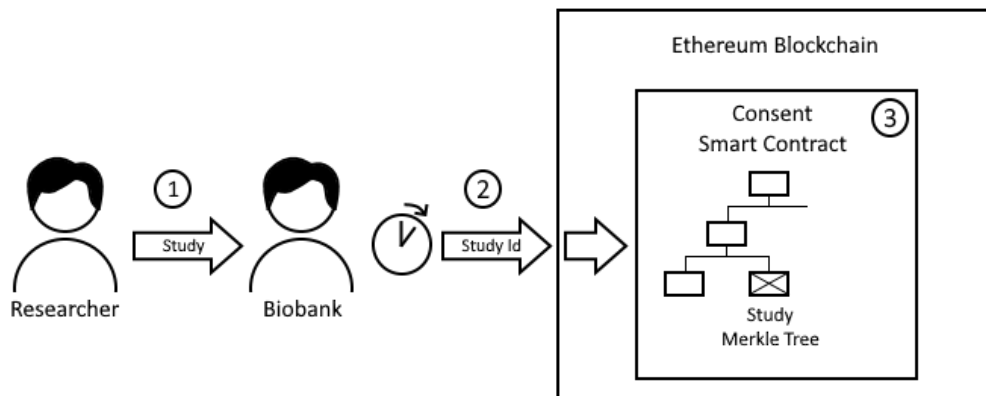 Ethereum Blockchain
Consent
Smart Contract
3
1
2
Study
Study Id
Researcher
Biobank
Study
Merkle Tree